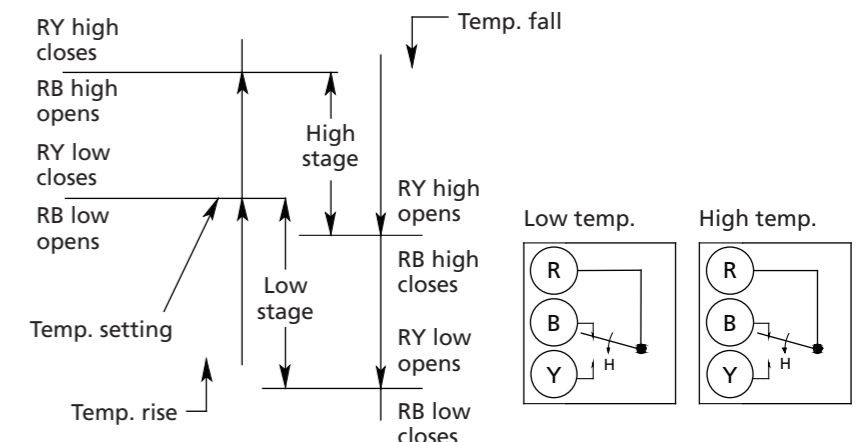 RY high
closes
RB high
opens
RY low
closes
RB low
opens
Temp. setting
Temp. rise
High
stage
Low
stage
Temp. fall
RY high
opens
RB high
closes
RY low
opens
RB low
closes
Low temp.
R
B
Y
H
High temp.
R
B
Y
H